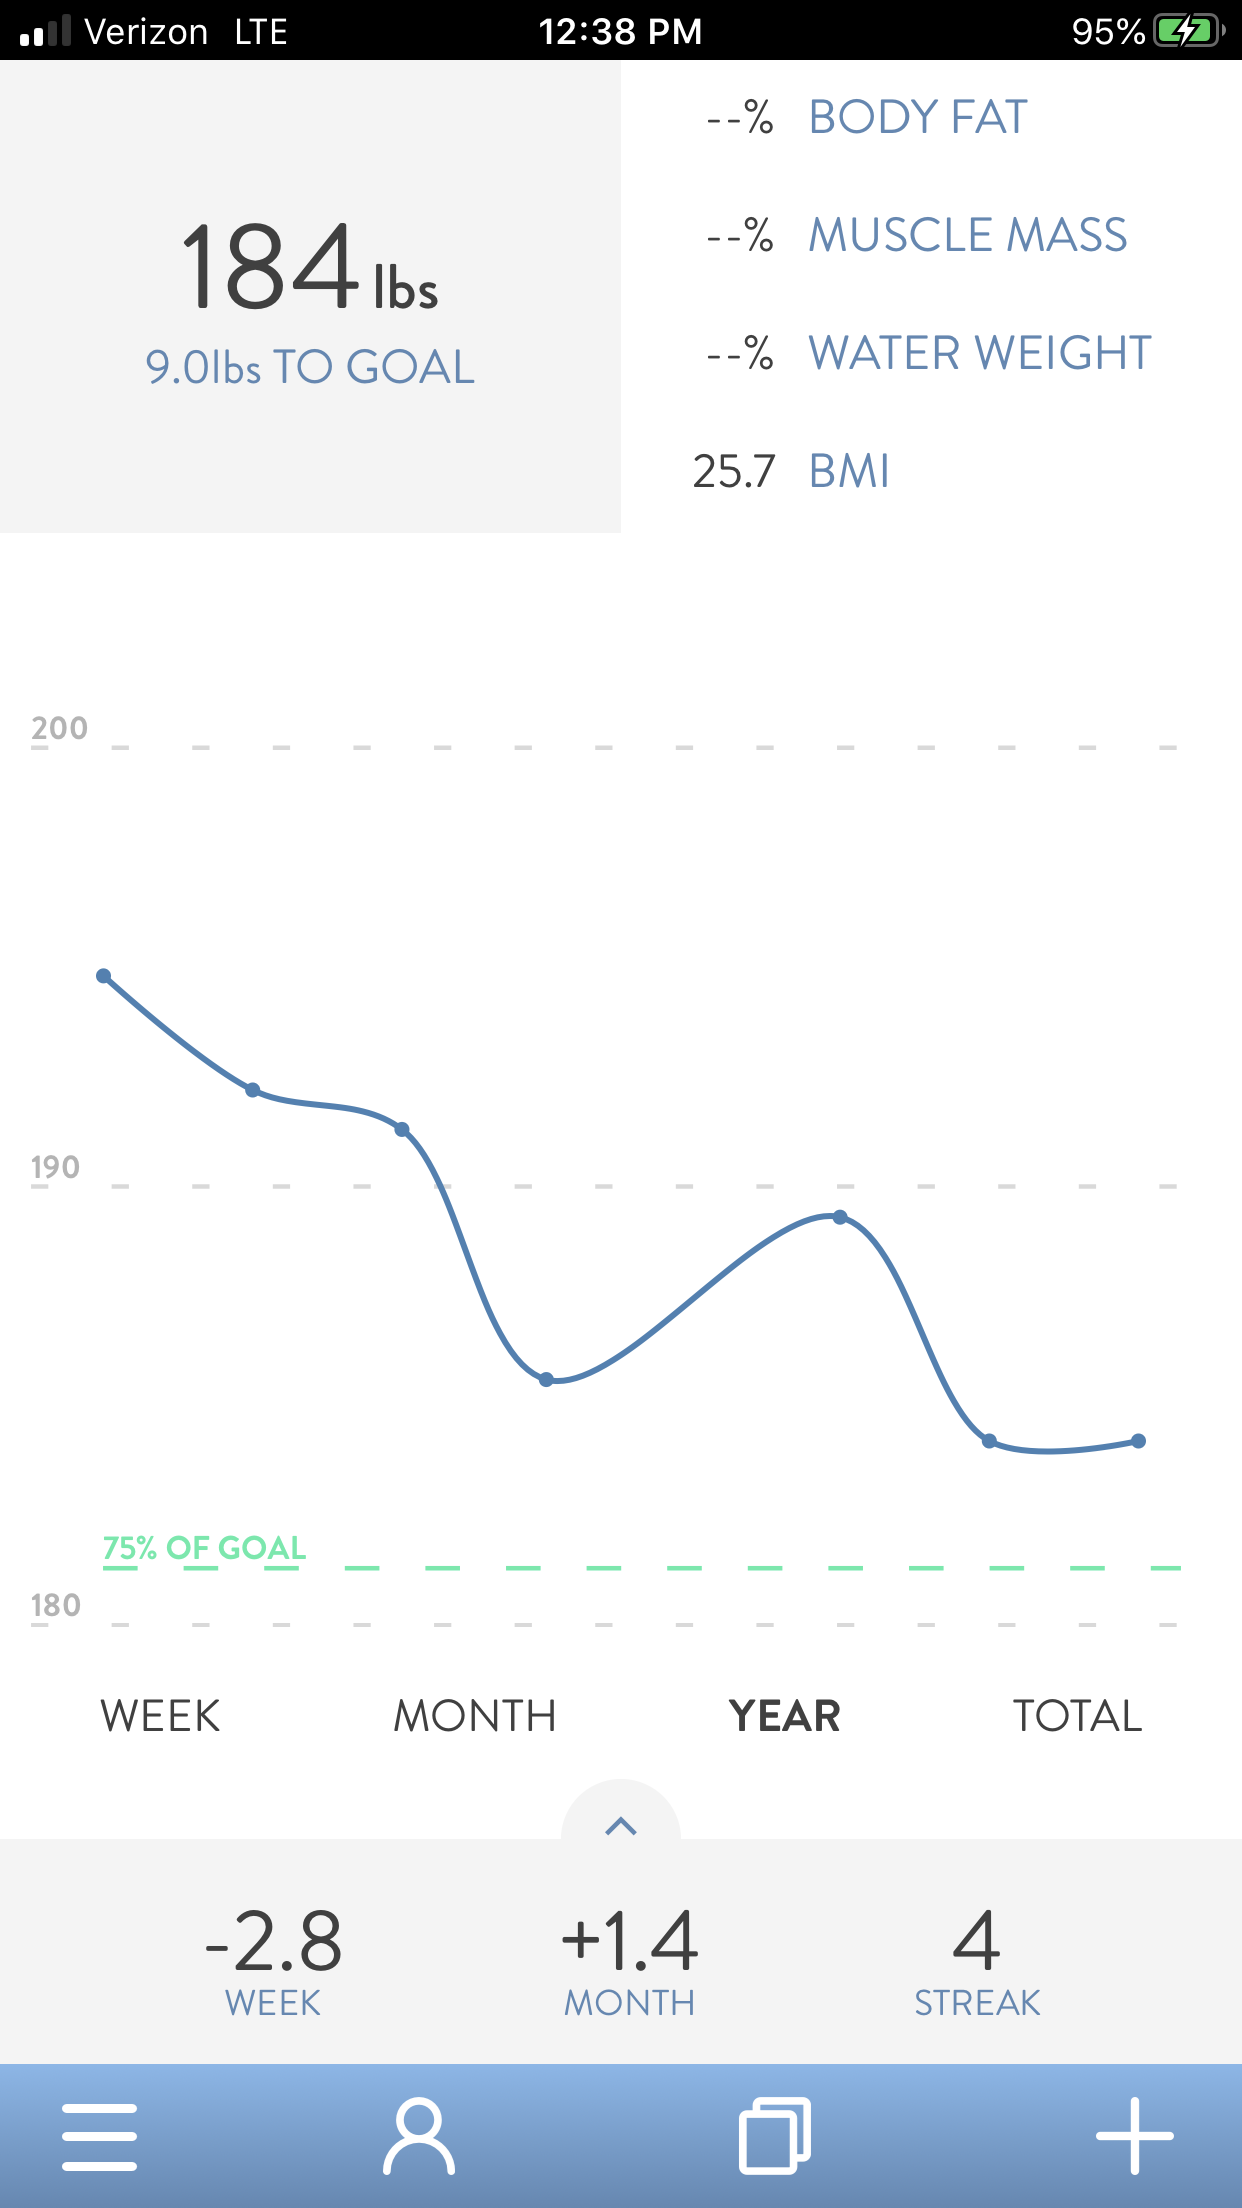 Verizon LTE 12:38 PM 95%
184 lbs
9.0lbs TO GOAL
--% BODY FAT
--% MUSCLE MASS
--% WATER WEIGHT
25.7 BMI
200
190
75% OF GOAL
180
WEEK MONTH YEAR TOTAL
-2.8 +1.4 4
WEEK MONTH STREAK